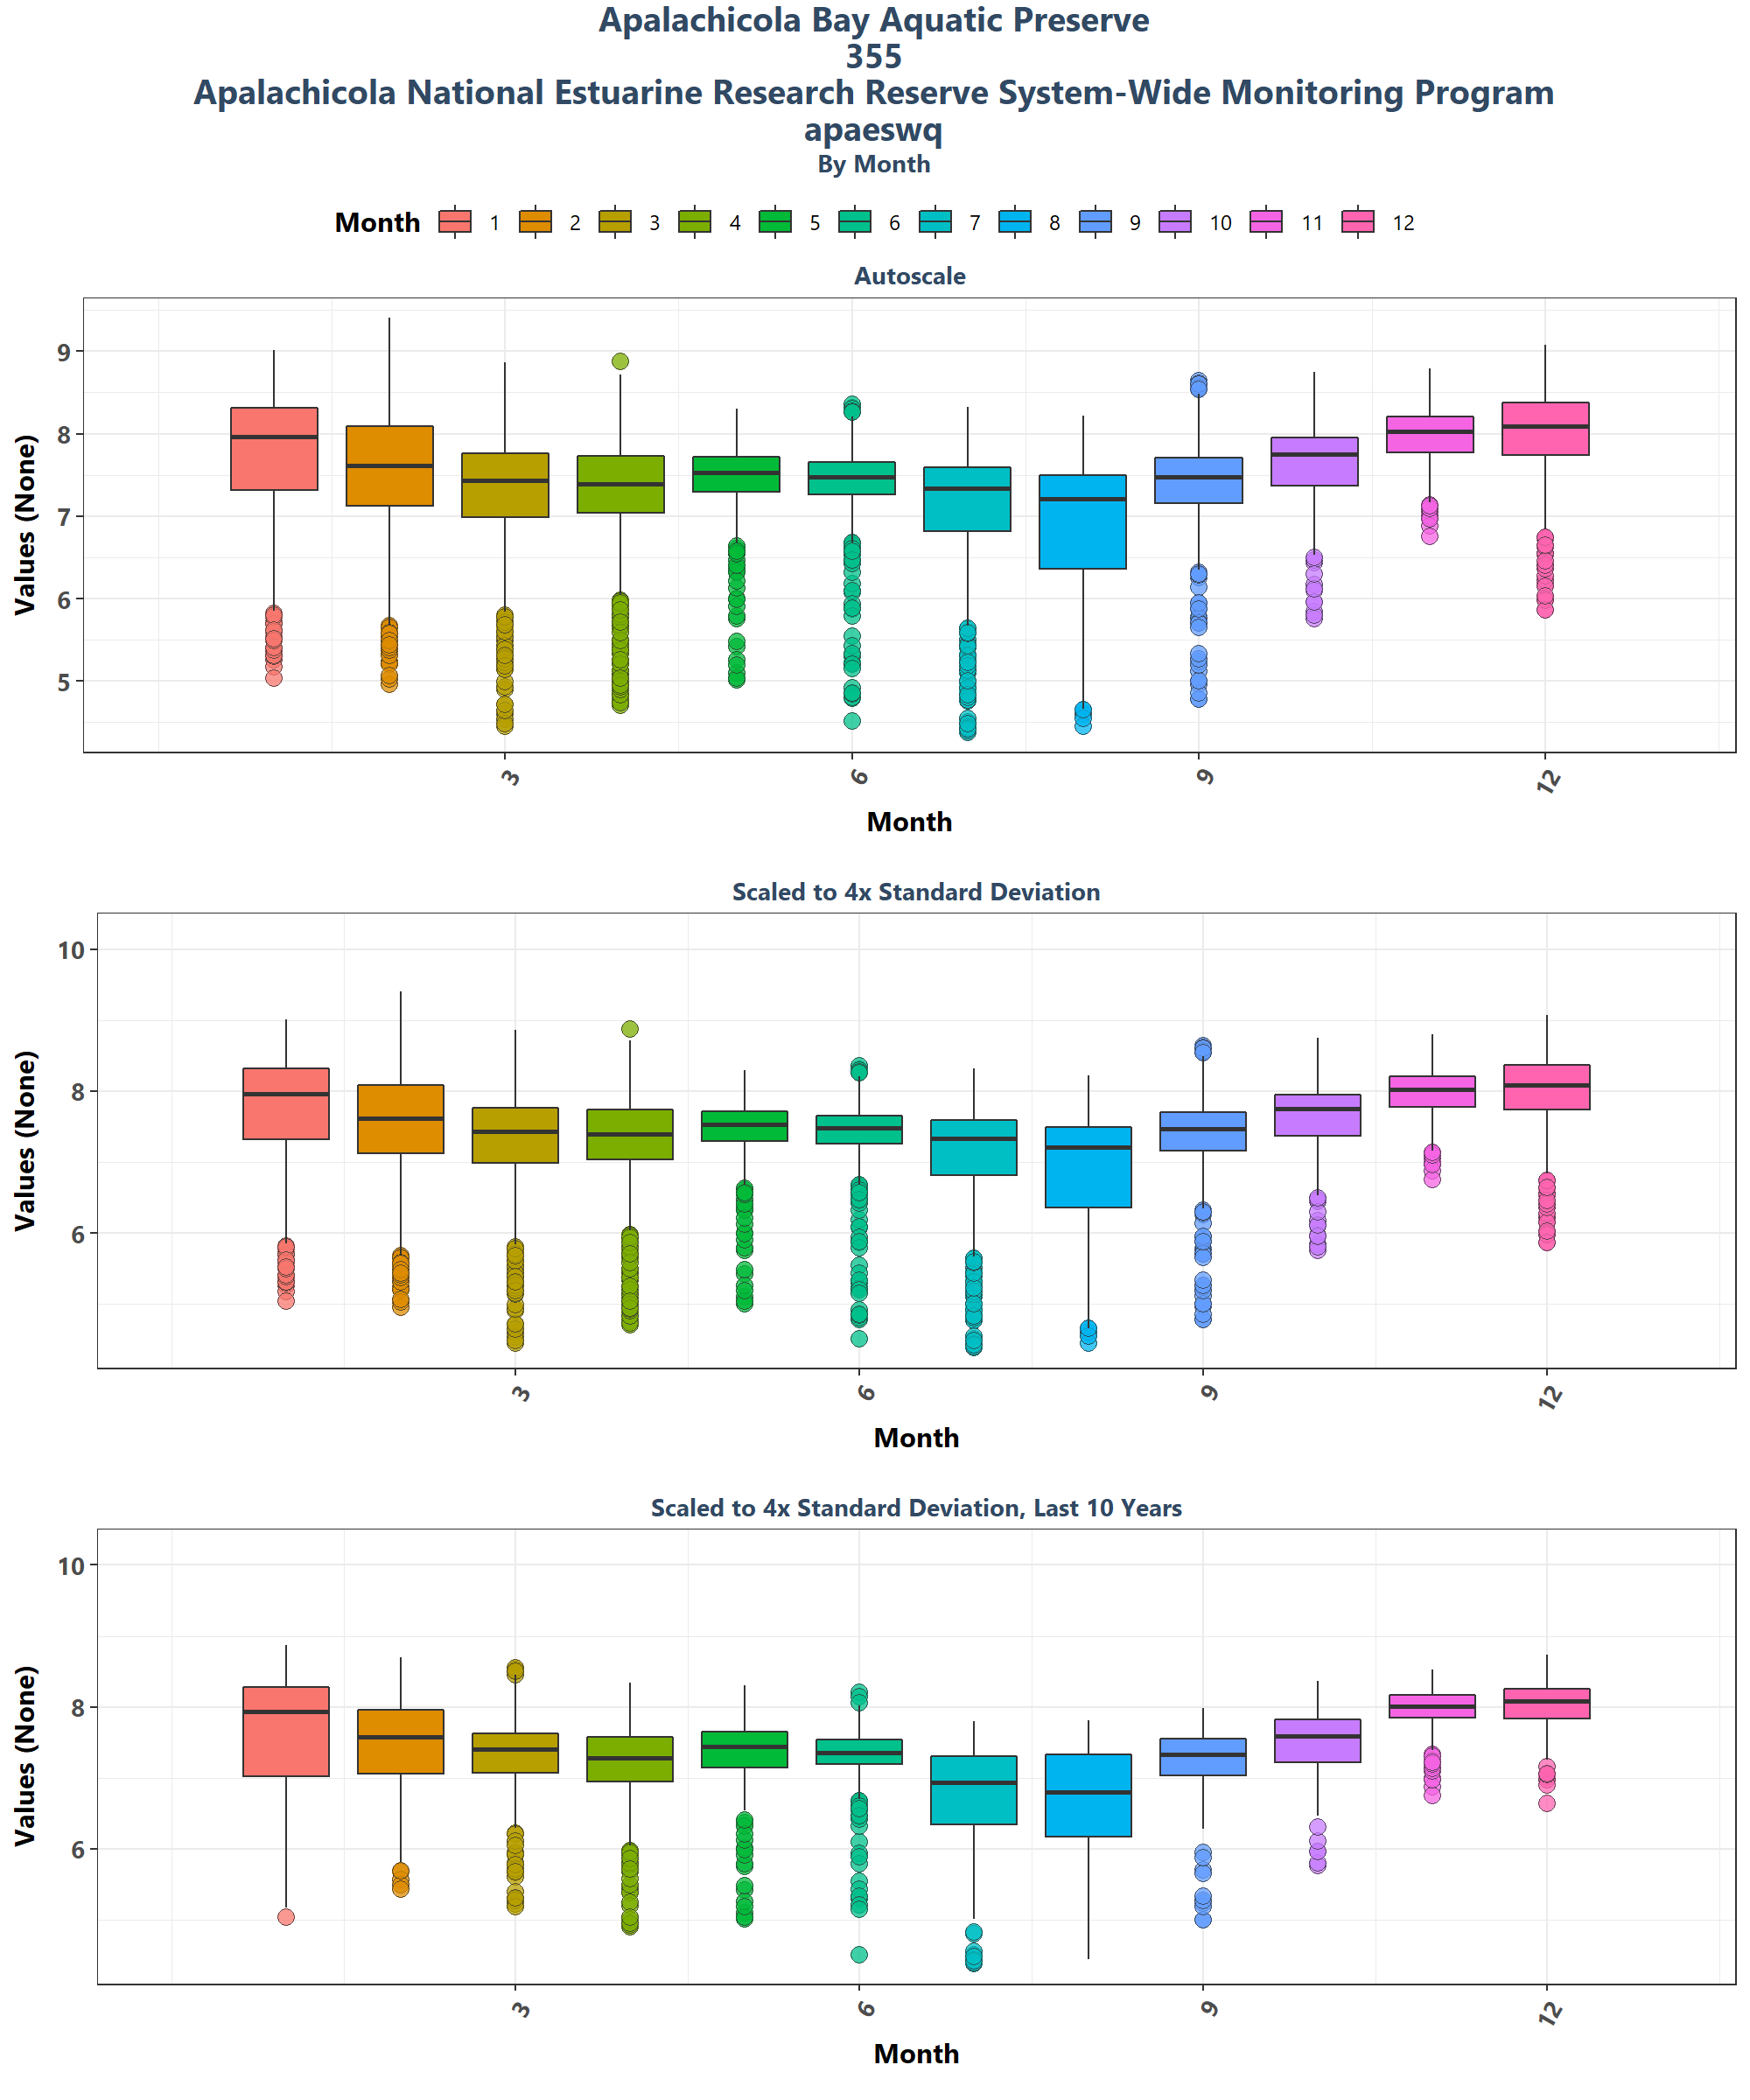 Apalachicola Bay Aquatic Preserve
355
Apalachicola National Estuarine Research Reserve System-Wide Monitoring Program
apaeswq
By Month
Month 1 2 3 4 5 6 7 8 9 10 11 12
Autoscale
Values (None)
9
8
7
6
5
3 6 9 12
Month
Scaled to 4x Standard Deviation
Values (None)
10
8
6
3 6 9 12
Month
Scaled to 4x Standard Deviation, Last 10 Years
Values (None)
10
8
6
3 6 9 12
Month